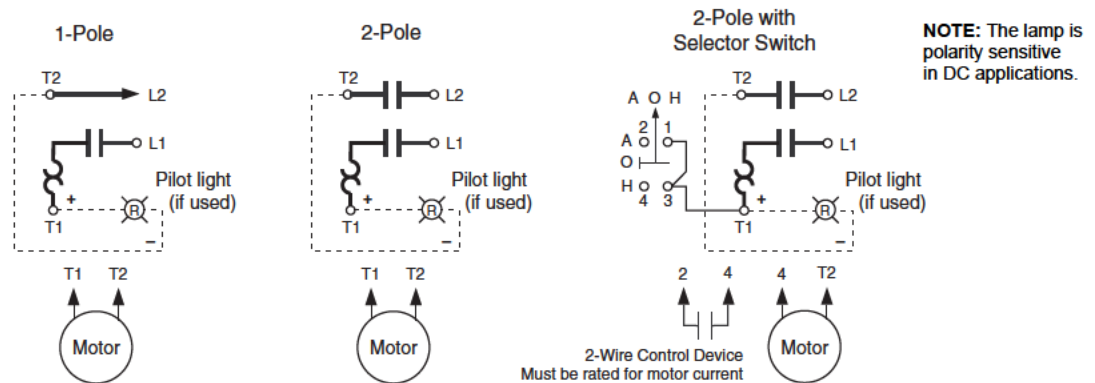 1-Pole
T2
L2
L1
+
Pilot light
(if used)
R
T1
–
T1 T2
Motor
2-Pole
T2
L2
L1
+
Pilot light
(if used)
R
T1
–
T1 T2
Motor
2-Pole with
Selector Switch
A O H
2 1
A
O
H
4 3
T2
L2
L1
+
Pilot light
(if used)
R
T1
–
2 4 4 T2
Motor
2-Wire Control Device
Must be rated for motor current
NOTE: The lamp is
polarity sensitive
in DC applications.